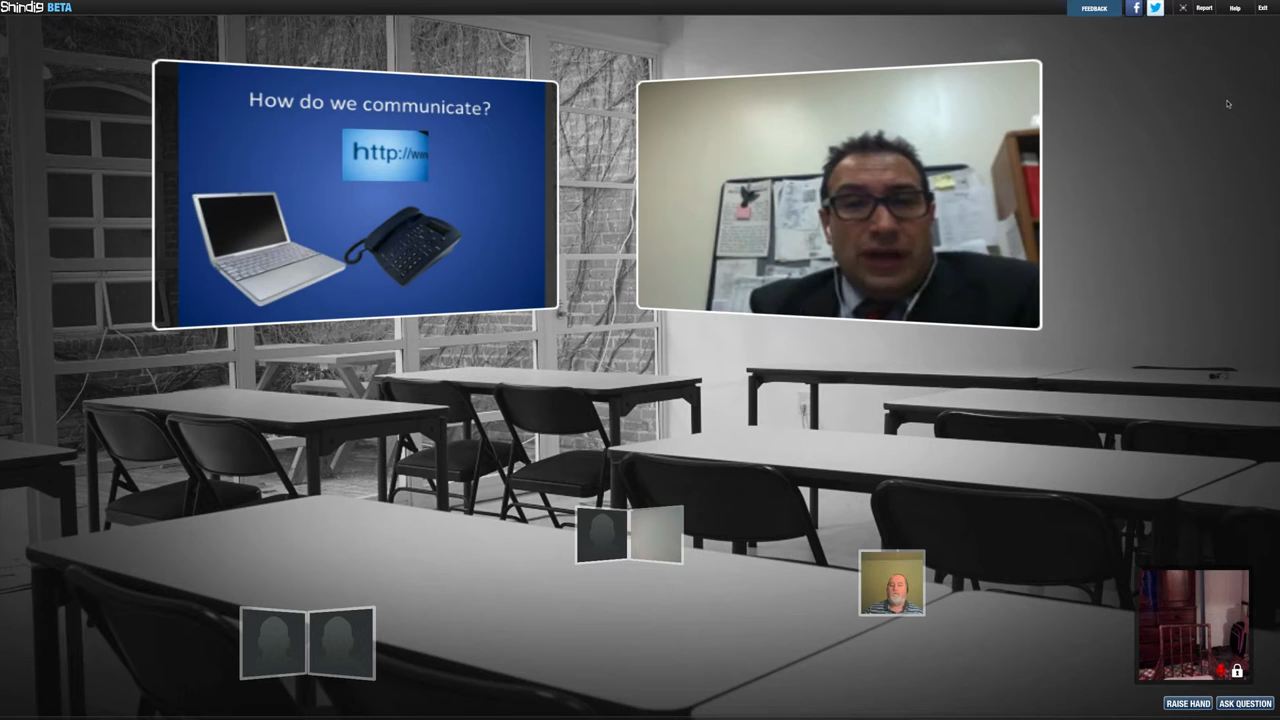 Shindig BETA
FEEDBACK
Report
Help
Exit
How do we communicate?
http://ww
RAISE HAND
ASK QUESTION